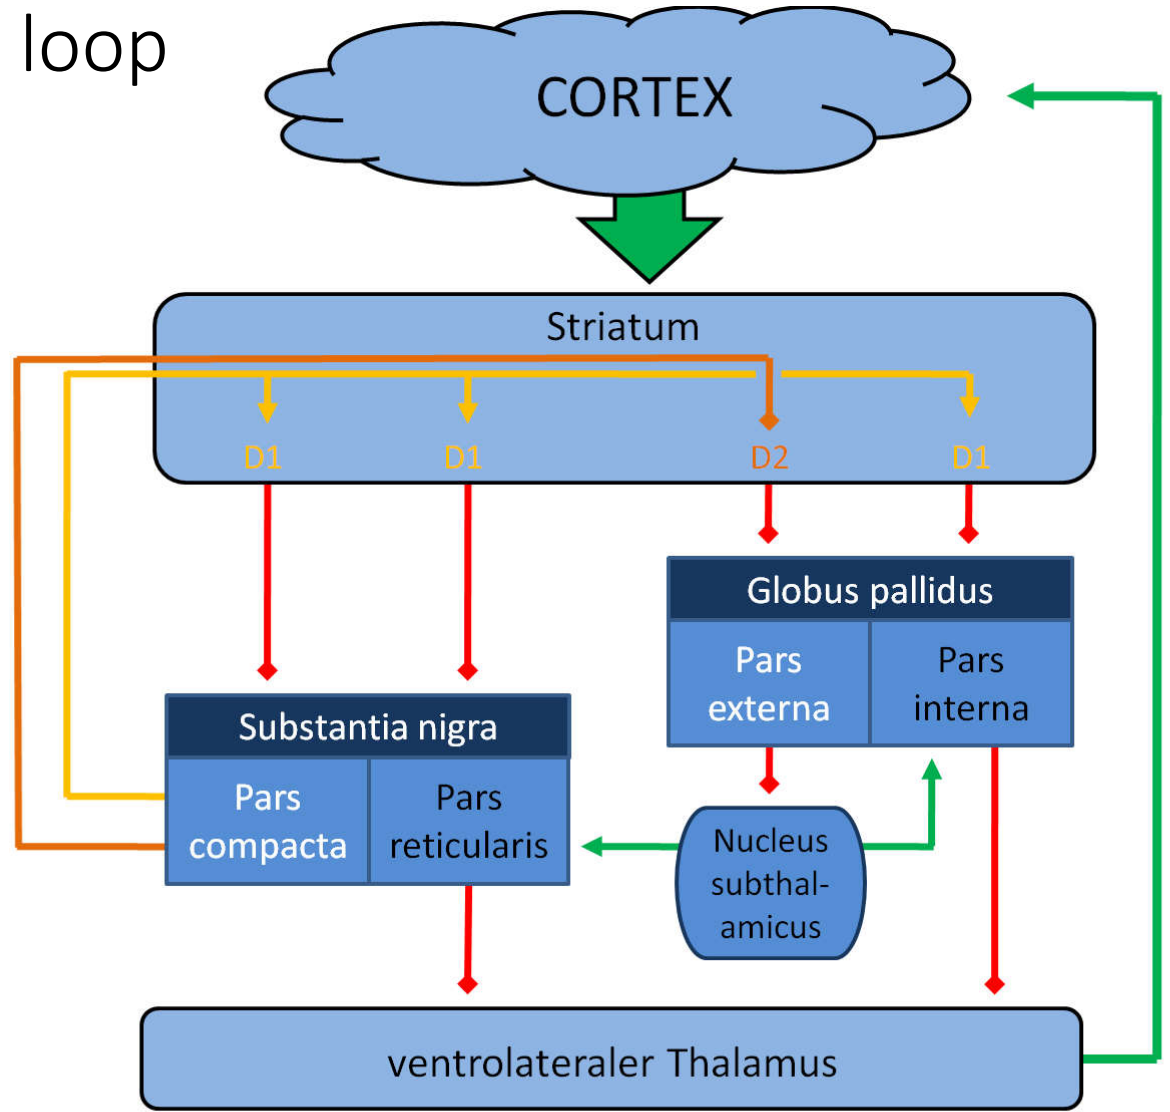 loop
CORTEX
Striatum
D1 D1 D2 D1
Globus pallidus
Pars
externa
Pars
interna
Substantia nigra
Pars
compacta
Pars
reticularis
Nucleus
subthal-
amicus
ventrolateraler Thalamus